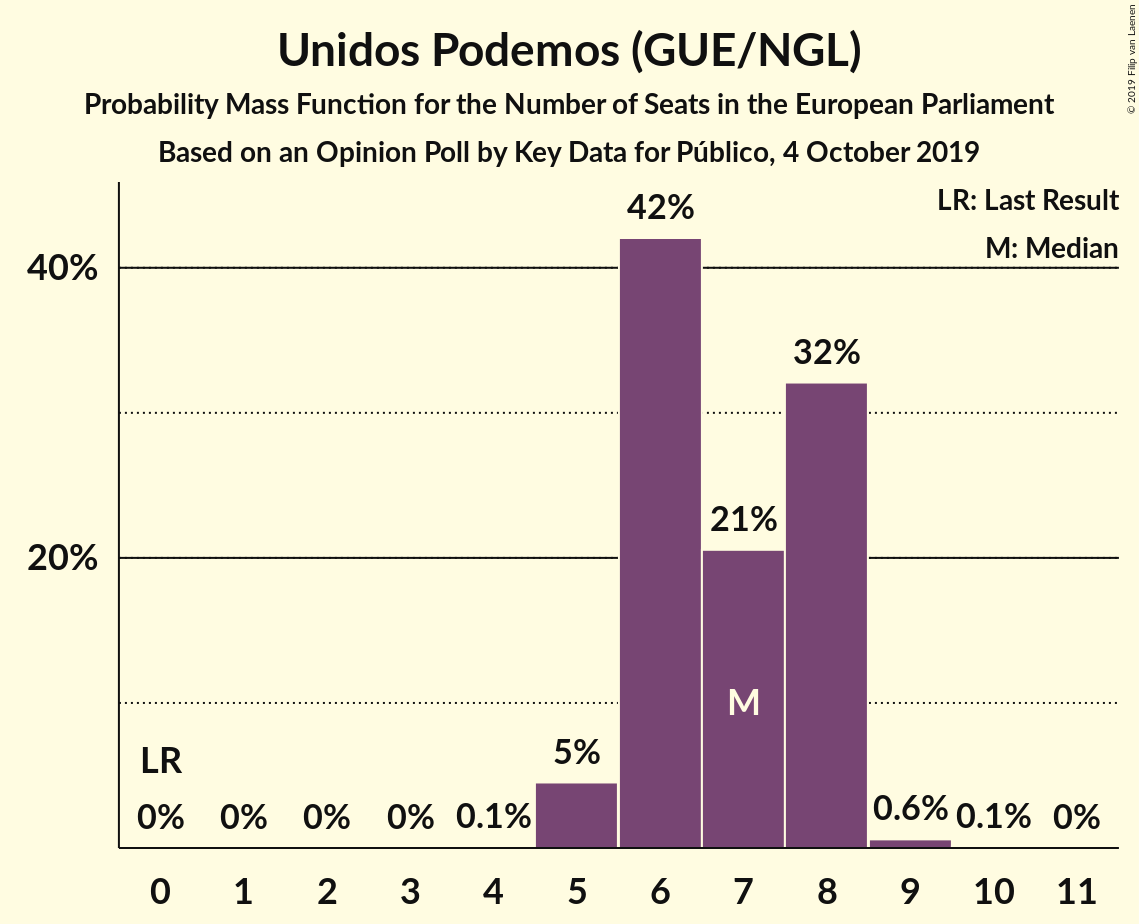 Unidos Podemos (GUE/NGL)
Probability Mass Function for the Number of Seats in the European Parliament
Based on an Opinion Poll by Key Data for Público, 4 October 2019
© 2019 Filip van Laenen
LR: Last Result
M: Median
42%
40%
32%
21%
20%
M
LR
5%
0% 0% 0% 0% 0.1% 0.6% 0.1% 0%
0 1 2 3 4 5 6 7 8 9 10 11